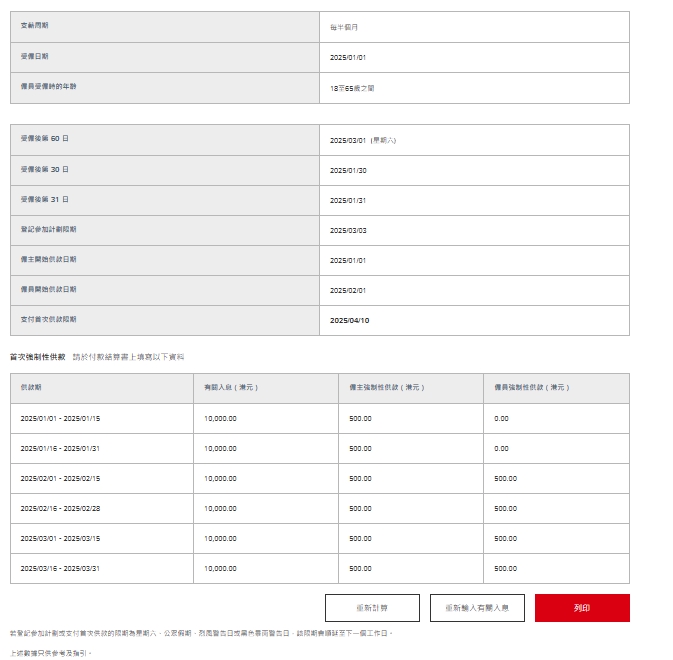 支薪周期 每半個月
受僱日期 2025/01/01
僱員受僱時的年齡 18至65歲之間
受僱後第 60 日 2025/03/01 (星期六)
受僱後第 30 日 2025/01/30
受僱後第 31 日 2025/01/31
登記參加計劃限期 2025/03/03
僱主開始供款日期 2025/01/01
僱員開始供款日期 2025/02/01
支付首次供款限期 2025/04/10
首次強制性供款 請於付款結算書上填寫以下資料
供款期 有關入息 ( 港元 ) 僱主強制性供款 ( 港元 ) 僱員強制性供款 ( 港元 )
2025/01/01 - 2025/01/15 10,000.00 500.00 0.00
2025/01/16 - 2025/01/31 10,000.00 500.00 0.00
2025/02/01 - 2025/02/15 10,000.00 500.00 500.00
2025/02/16 - 2025/02/28 10,000.00 500.00 500.00
2025/03/01 - 2025/03/15 10,000.00 500.00 500.00
2025/03/16 - 2025/03/31 10,000.00 500.00 500.00
重新計算 重新輸入有關入息 列印
若登記參加計劃或支付首次供款的限期為星期六、公眾假期、烈風警告日或黑色暴雨警告日，該限期會順延至下一個工作日。
上述數據只供參考及指引。